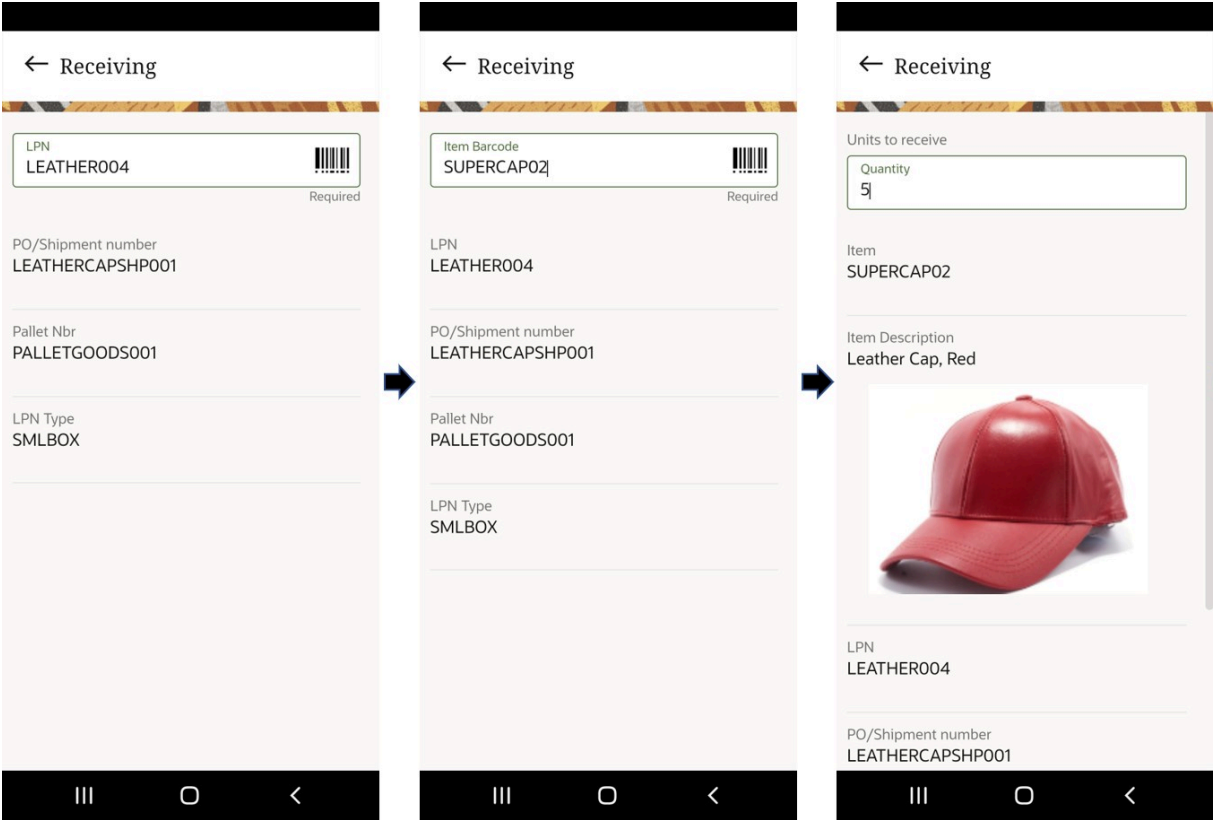 Receiving
LPN
LEATHER004
Required
PO/Shipment number
LEATHERCAPSHP001
Pallet Nbr
PALLETGOODS001
LPN Type
SMLBOX
Receiving
Item Barcode
SUPERCAP02
Required
LPN
LEATHER004
PO/Shipment number
LEATHERCAPSHP001
Pallet Nbr
PALLETGOODS001
LPN Type
SMLBOX
Receiving
Units to receive
Quantity
5
Item
SUPERCAP02
Item Description
Leather Cap, Red
LPN
LEATHER004
PO/Shipment number
LEATHERCAPSHP001